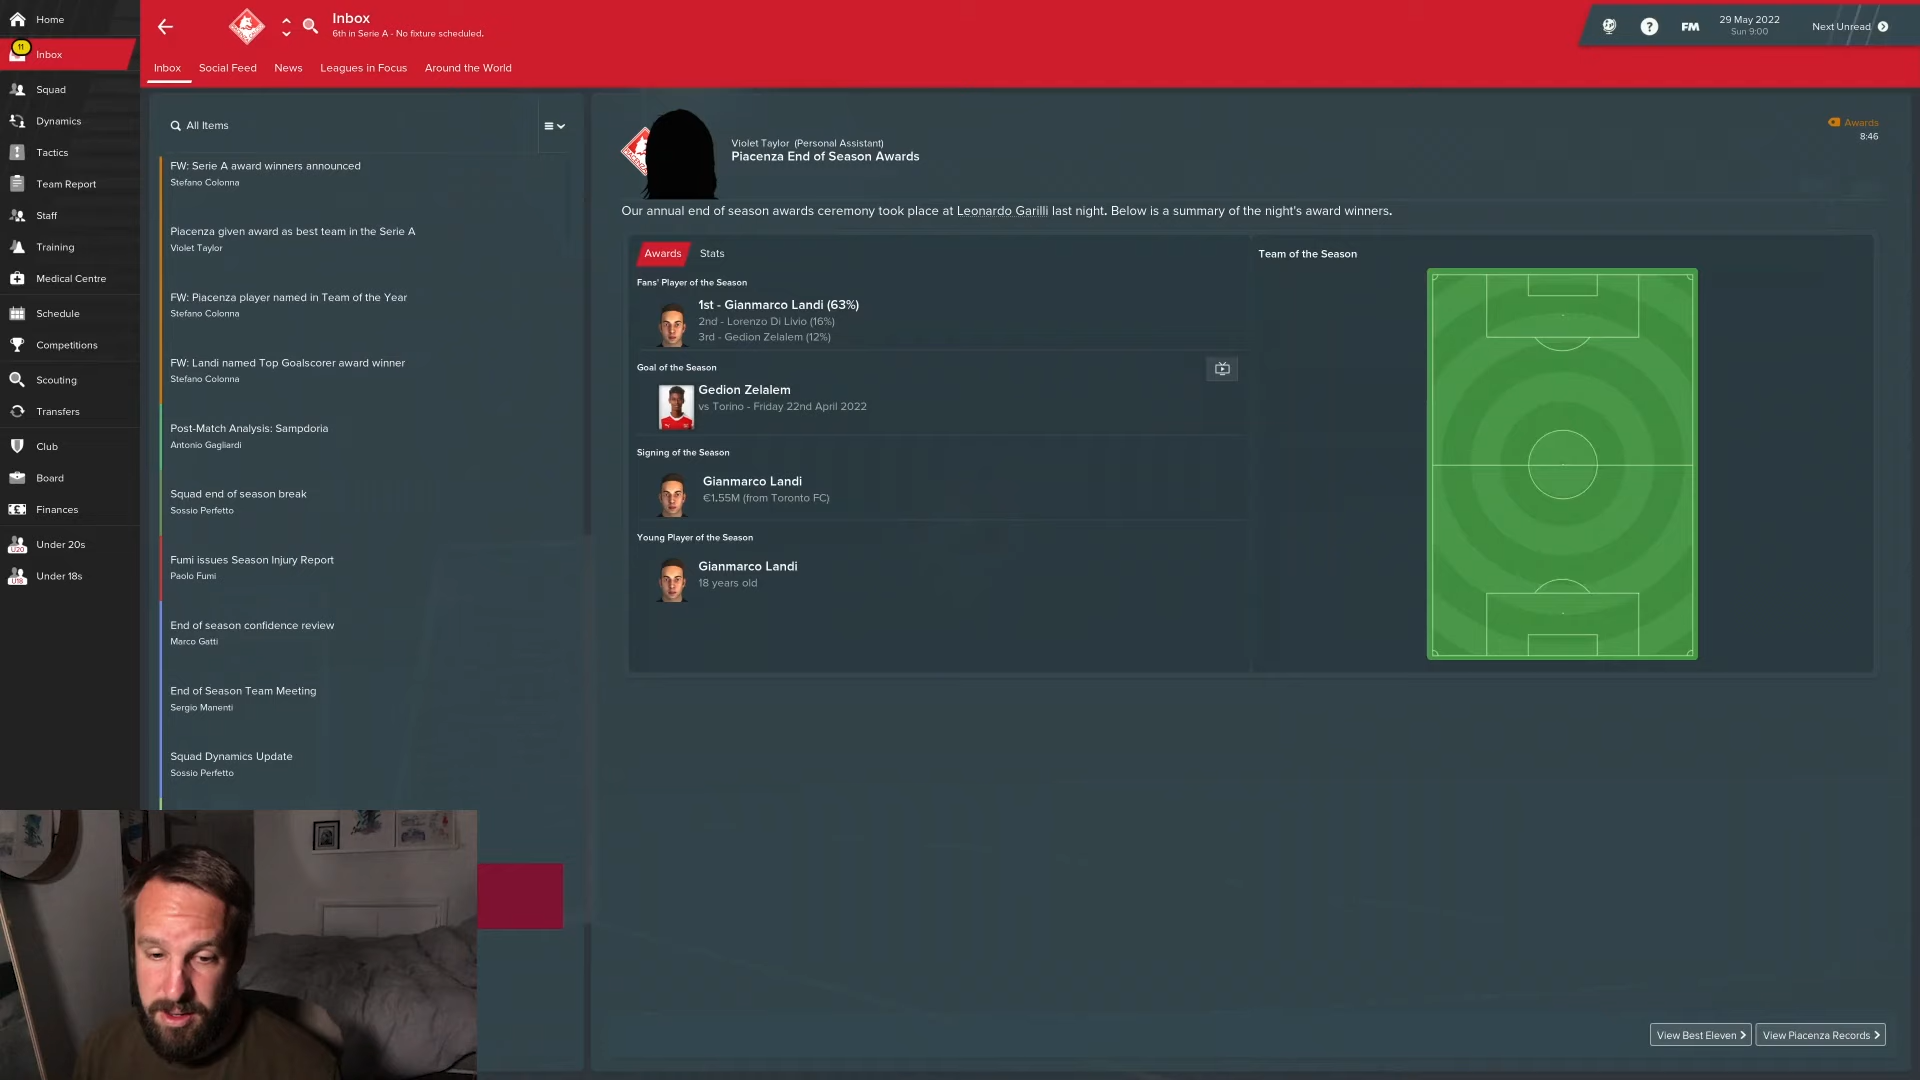 Home
11
Inbox
Squad
Dynamics
Tactics
Team Report
Staff
Training
Medical Centre
Schedule
Competitions
Scouting
Transfers
Club
Board
Finances
U20
Under 20s
U18
Under 18s
Inbox
6th in Serie A - No fixture scheduled.
?
FM
29 May 2022
Sun 9:00
Next Unread
Inbox
Social Feed
News
Leagues in Focus
Around the World
All Items
FW: Serie A award winners announced
Stefano Colonna
Piacenza given award as best team in the Serie A
Violet Taylor
FW: Piacenza player named in Team of the Year
Stefano Colonna
FW: Landi named Top Goalscorer award winner
Stefano Colonna
Post-Match Analysis: Sampdoria
Antonio Gagliardi
Squad end of season break
Sossio Perfetto
Fumi issues Season Injury Report
Paolo Fumi
End of season confidence review
Marco Gatti
End of Season Team Meeting
Sergio Manenti
Squad Dynamics Update
Sossio Perfetto
Violet Taylor (Personal Assistant)
Piacenza End of Season Awards
Awards
8:46
Our annual end of season awards ceremony took place at Leonardo Garilli last night. Below is a summary of the night's award winners.
Awards
Stats
Fans' Player of the Season
1st - Gianmarco Landi (63%)
2nd - Lorenzo Di Livio (16%)
3rd - Gedion Zelalem (12%)
Goal of the Season
Gedion Zelalem
vs Torino - Friday 22nd April 2022
Signing of the Season
Gianmarco Landi
€1.55M (from Toronto FC)
Young Player of the Season
Gianmarco Landi
18 years old
Team of the Season
View Best Eleven
View Piacenza Records